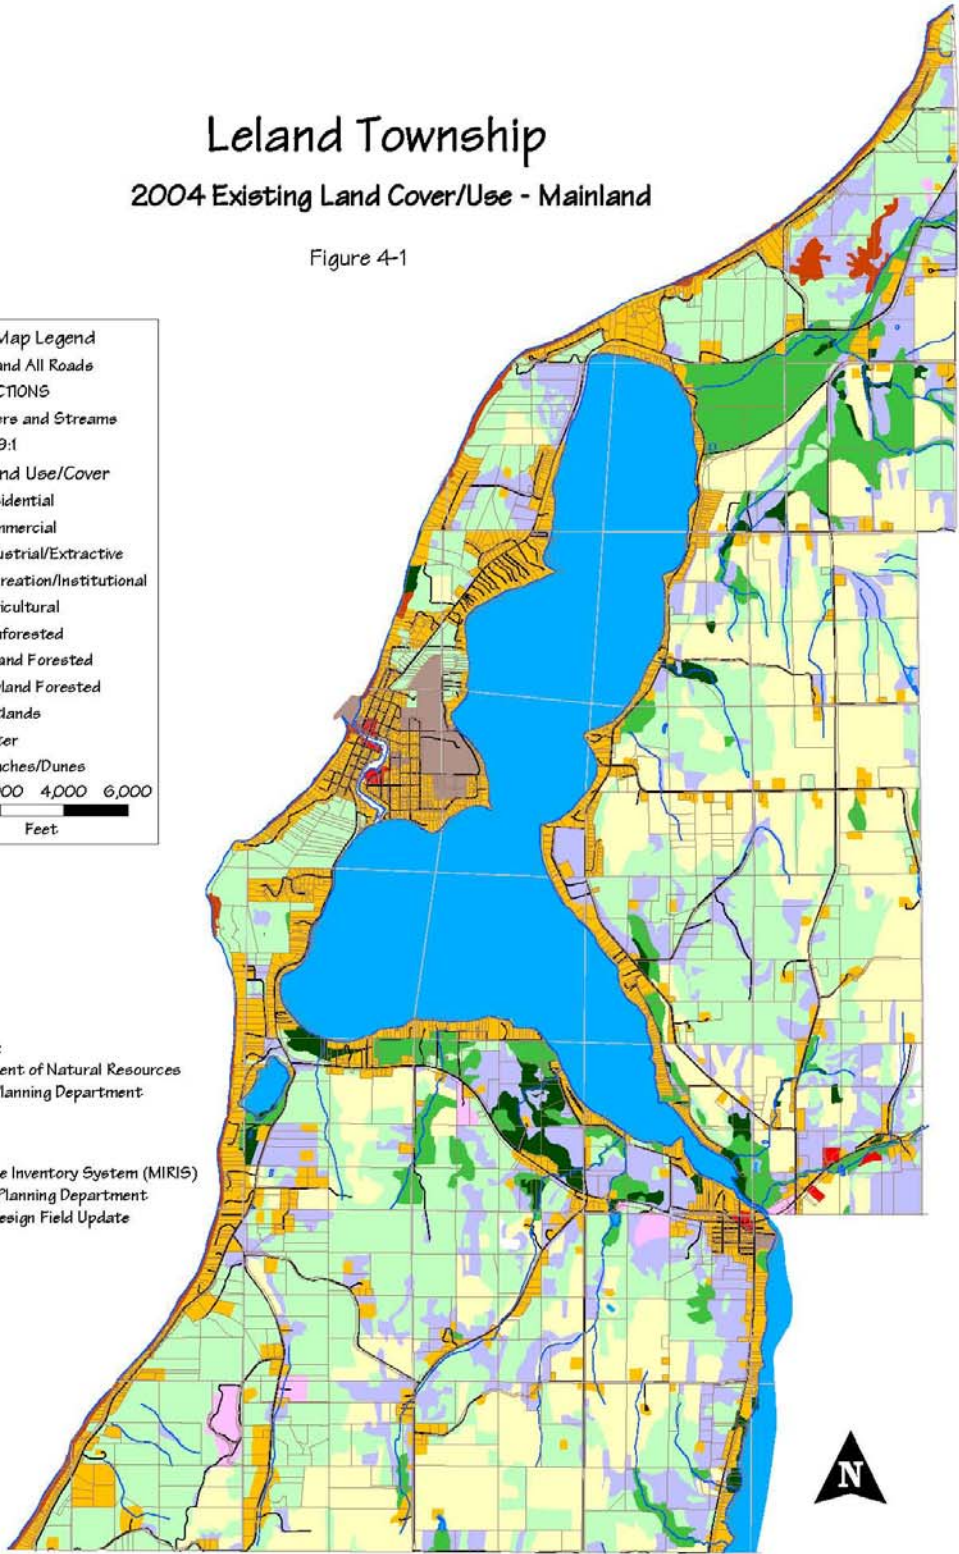 Leland Township
2004 Existing Land Cover/Use - Mainland
Figure 4-1
Map Legend
and All Roads
CTIONS
ers and Streams
9:1
nd Use/Cover
idential
mmercial
ustrial/Extractive
reation/Institutional
icultural
nforested
and Forested
land Forested
lands
ter
ches/Dunes
00 4,000 6,000
Feet
:
ent of Natural Resources
lanning Department
e Inventory System (MIRIS)
Planning Department
esign Field Update
N